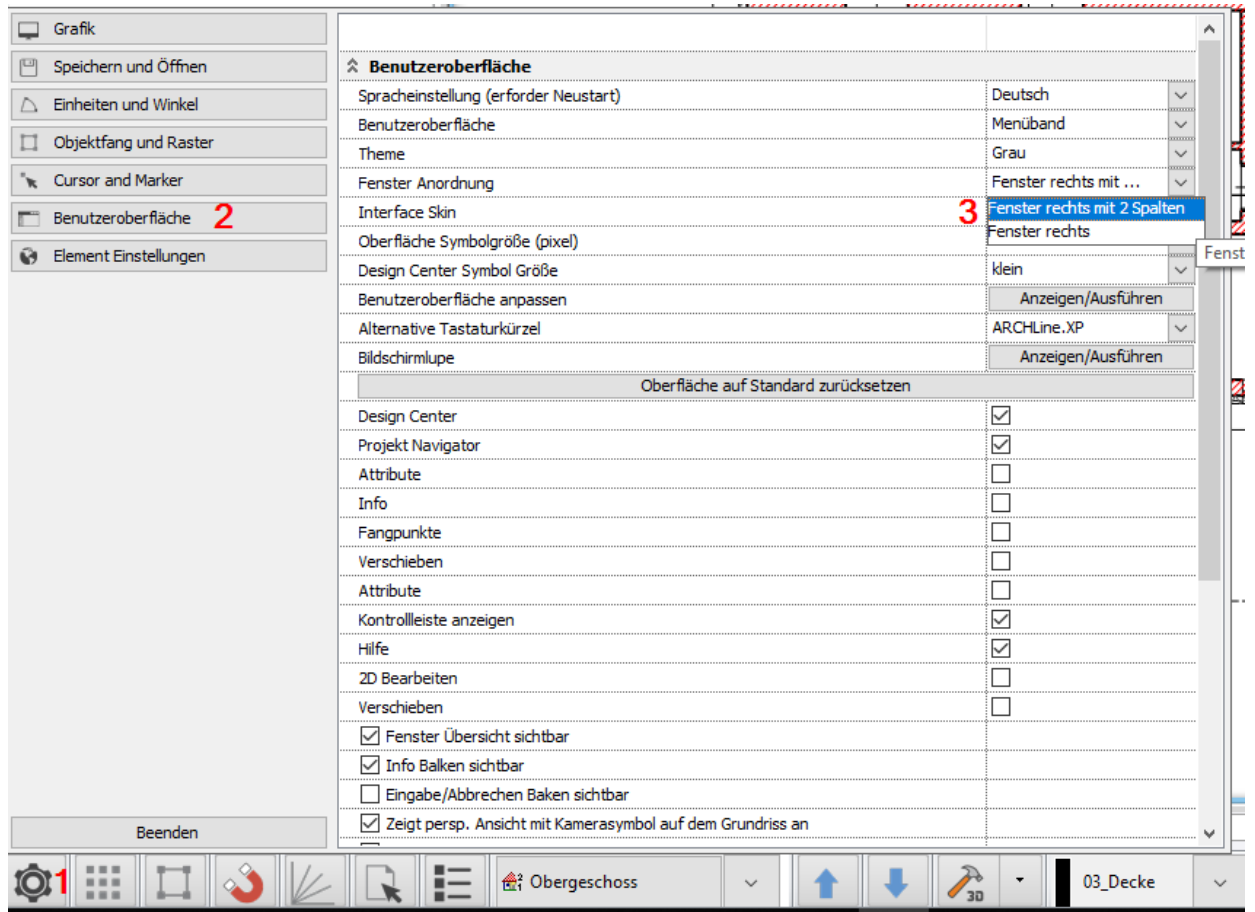 Grafik
Speichern und Öffnen
Einheiten und Winkel
Objektfang und Raster
Cursor and Marker
Benutzeroberfläche 2
Element Einstellungen
Beenden
Benutzeroberfläche
Spracheinstellung (erforder Neustart) Deutsch
Benutzeroberfläche Menüband
Theme Grau
Fenster Anordnung Fenster rechts mit ...
Interface Skin 3 Fenster rechts mit 2 Spalten
Fenster rechts
Oberfläche Symbolgröße (pixel)
Fenst
Design Center Symbol Größe klein
Benutzeroberfläche anpassen Anzeigen/Ausführen
Alternative Tastaturkürzel ARCHLine.XP
Bildschirmlupe Anzeigen/Ausführen
Oberfläche auf Standard zurücksetzen
Design Center
Projekt Navigator
Attribute
Info
Fangpunkte
Verschieben
Attribute
Kontrollleiste anzeigen
Hilfe
2D Bearbeiten
Verschieben
Fenster Übersicht sichtbar
Info Balken sichtbar
Eingabe/Abbrechen Baken sichtbar
Zeigt persp. Ansicht mit Kamerasymbol auf dem Grundriss an
1 Obergeschoss 3D 03_Decke